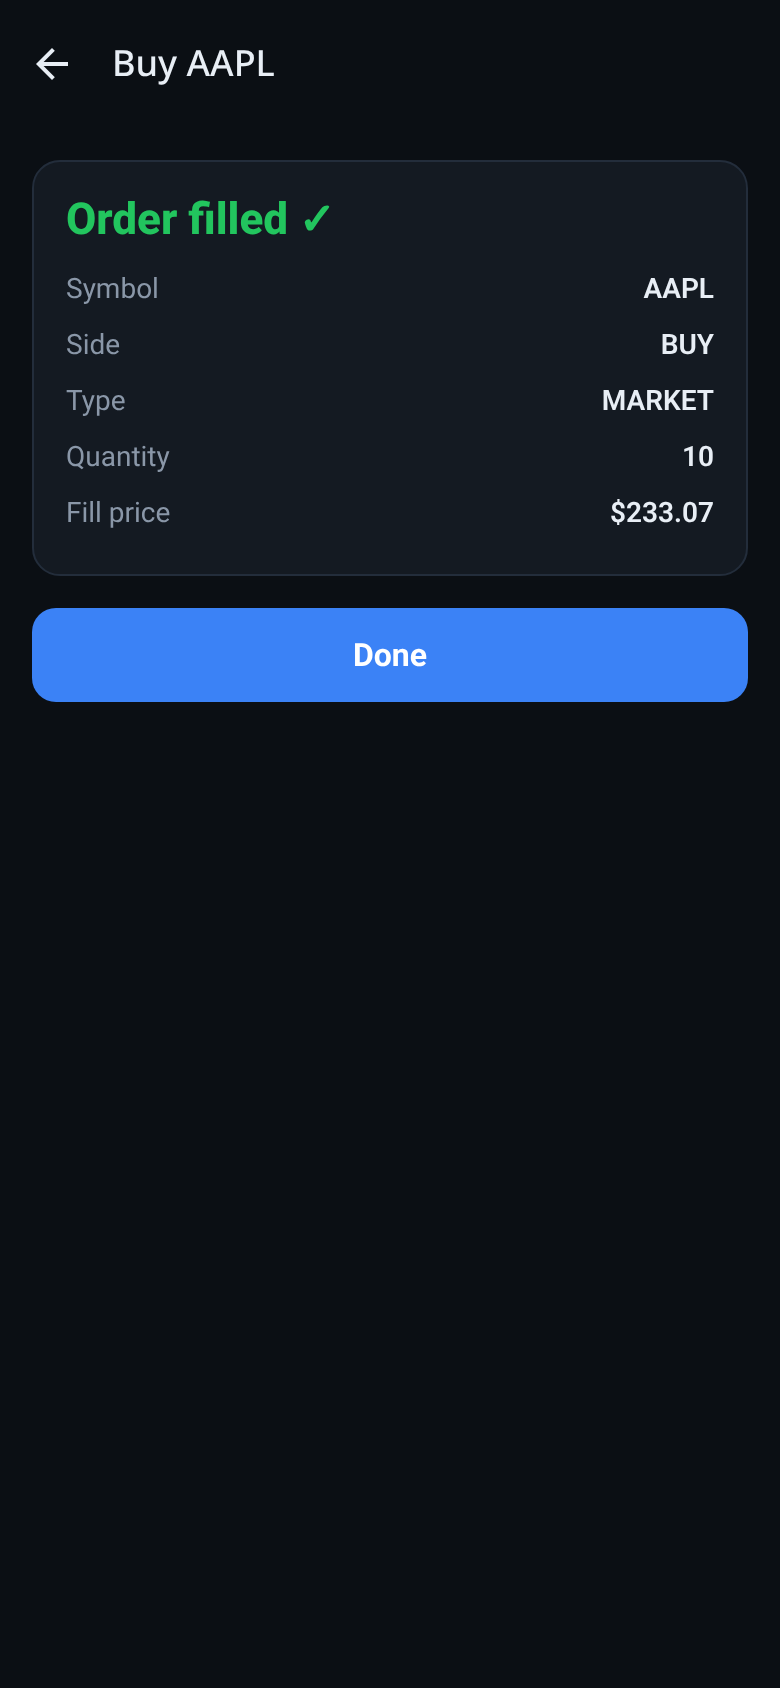 Buy AAPL
Order filled ✓
Symbol AAPL
Side BUY
Type MARKET
Quantity 10
Fill price $233.07
Done